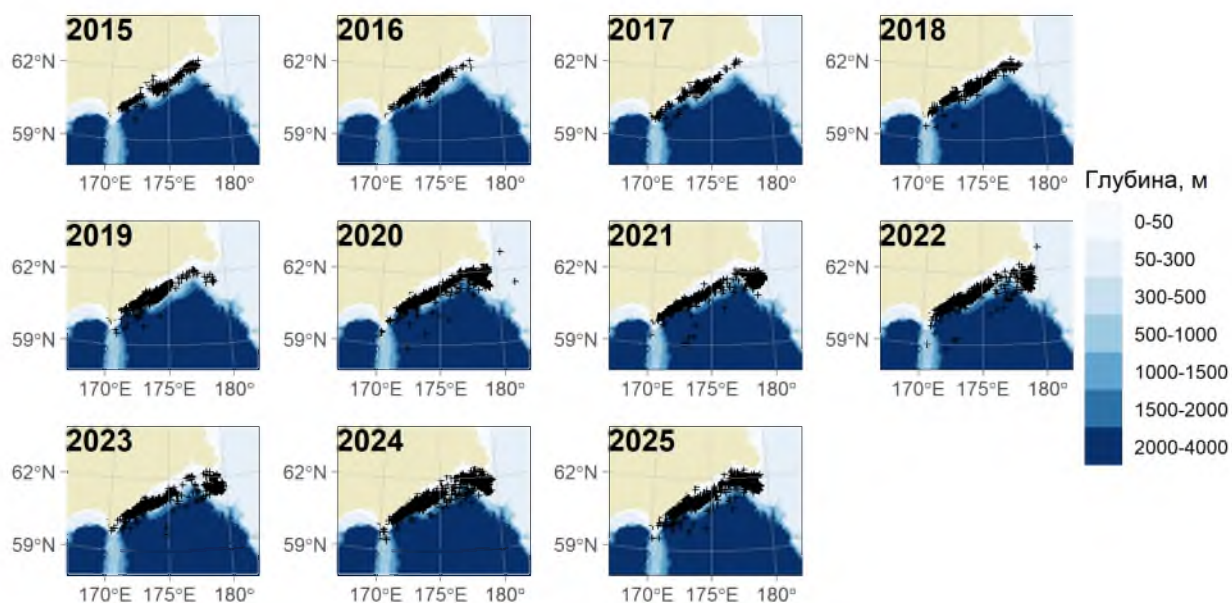 2015 2016 2017 2018
62°N 62°N 62°N 62°N
59°N 59°N 59°N 59°N
170°E 175°E 180° 170°E 175°E 180° 170°E 175°E 180° 170°E 175°E 180°
Глубина, м
0-50
50-300
300-500
500-1000
1000-1500
1500-2000
2000-4000
2019 2020 2021 2022
62°N 62°N 62°N 62°N
59°N 59°N 59°N 59°N
170°E 175°E 180° 170°E 175°E 180° 170°E 175°E 180° 170°E 175°E 180°
2023 2024 2025
62°N 62°N 62°N
59°N 59°N 59°N
170°E 175°E 180° 170°E 175°E 180° 170°E 175°E 180°